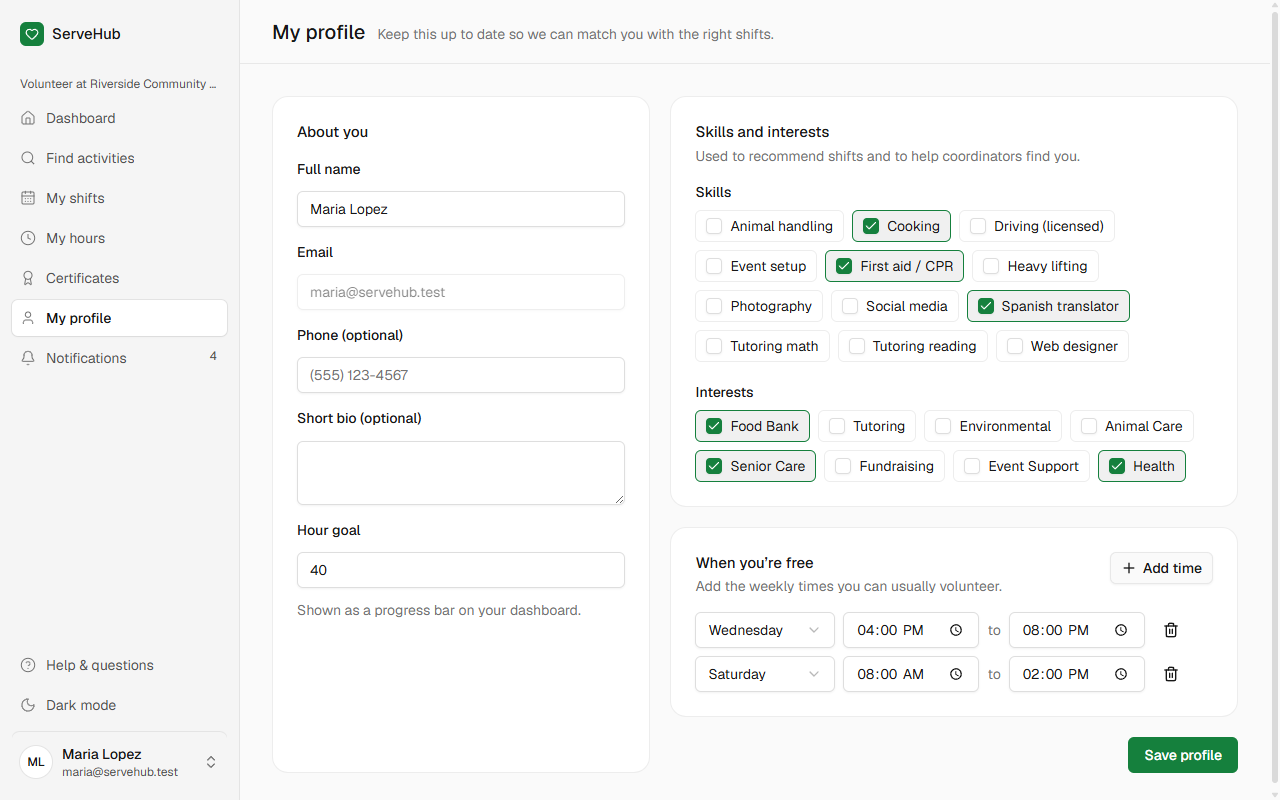 ServeHub
Volunteer at Riverside Community ...
Dashboard
Find activities
My shifts
My hours
Certificates
My profile
Notifications 4
Help & questions
Dark mode
ML
Maria Lopez
maria@servehub.test
My profile Keep this up to date so we can match you with the right shifts.
About you
Full name
Maria Lopez
Email
maria@servehub.test
Phone (optional)
(555) 123-4567
Short bio (optional)
Hour goal
40
Shown as a progress bar on your dashboard.
Skills and interests
Used to recommend shifts and to help coordinators find you.
Skills
Animal handling Cooking Driving (licensed)
Event setup First aid / CPR Heavy lifting
Photography Social media Spanish translator
Tutoring math Tutoring reading Web designer
Interests
Food Bank Tutoring Environmental Animal Care
Senior Care Fundraising Event Support Health
When you’re free
Add the weekly times you can usually volunteer.
Add time
Wednesday 04:00 PM to 08:00 PM
Saturday 08:00 AM to 02:00 PM
Save profile